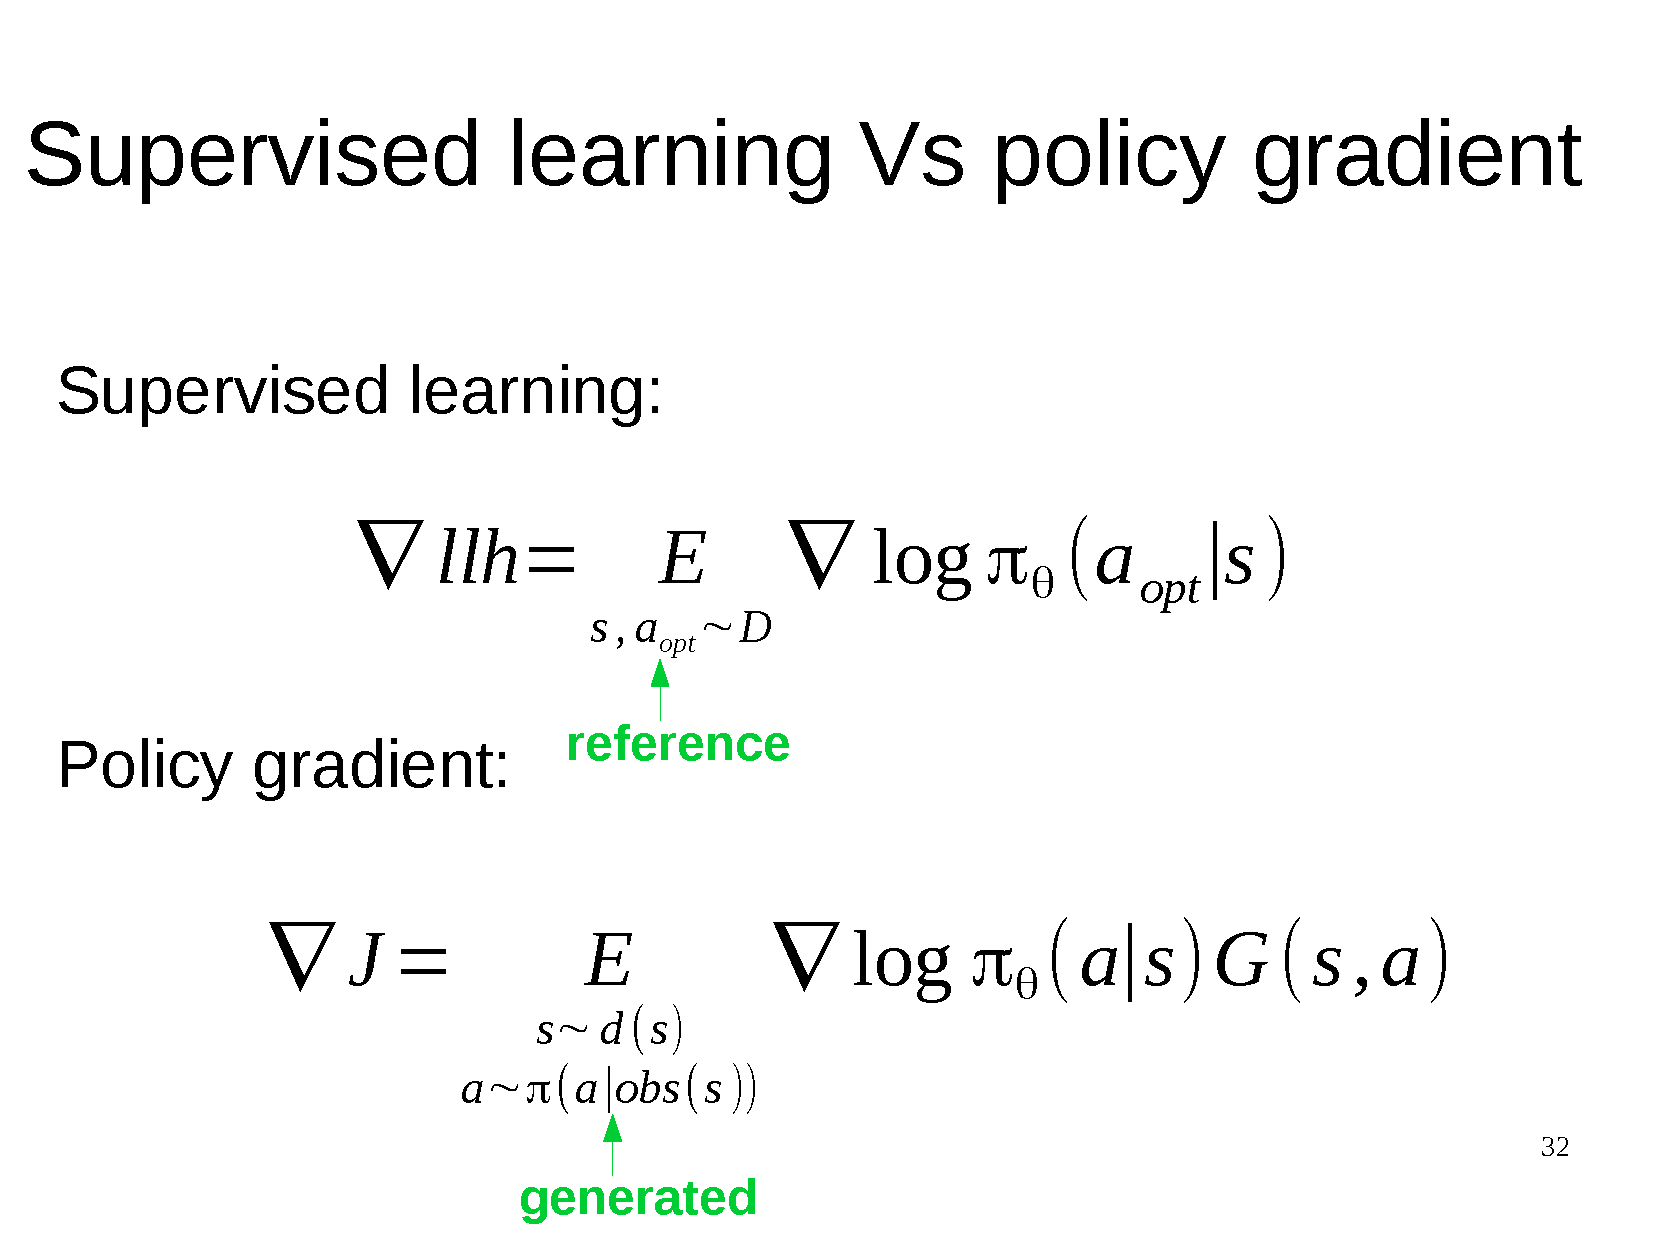 Supervised learning Vs policy gradient
Supervised learning:
∇ llh = E ∇ log π_θ(a_opt|s)
s, a_opt ~ D
reference
Policy gradient:
∇ J = E ∇ log π_θ(a|s) G(s, a)
s ~ d(s)
a ~ π(a|obs(s))
generated
32